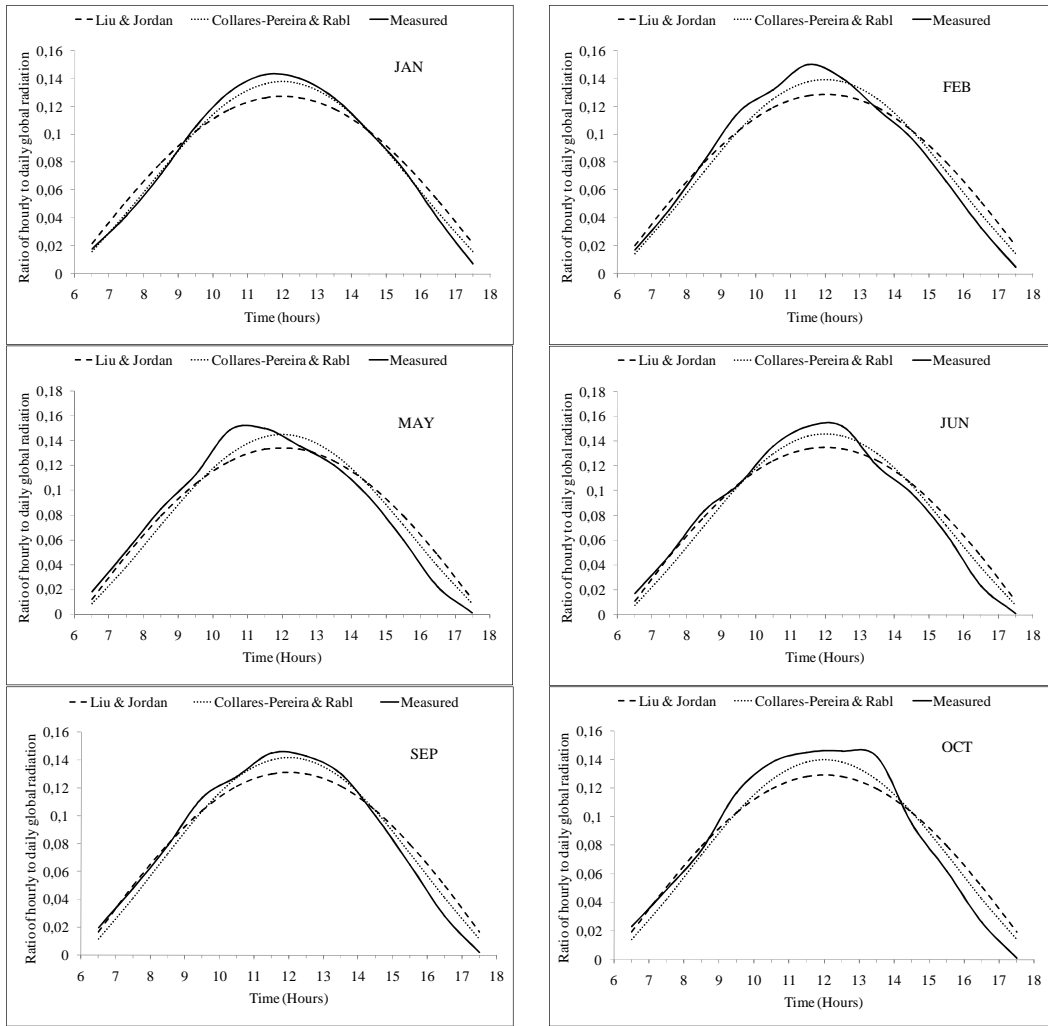 Liu & Jordan Collares-Pereira & Rabl Measured
0,16
0,14
0,12
0,1
0,08
0,06
0,04
0,02
0
Ratio of hourly to daily global radiation
JAN
6 7 8 9 10 11 12 13 14 15 16 17 18
Time (hours)
Liu & Jordan Collares-Pereira & Rabl Measured
0,16
0,14
0,12
0,1
0,08
0,06
0,04
0,02
0
Ratio of hourly to daily global radiation
FEB
6 7 8 9 10 11 12 13 14 15 16 17 18
Time (hours)
Liu & Jordan Collares-Pereira & Rabl Measured
0,18
0,16
0,14
0,12
0,1
0,08
0,06
0,04
0,02
0
Ratio of hourly to daily global radiation
MAY
6 7 8 9 10 11 12 13 14 15 16 17 18
Time (Hours)
Liu & Jordan Collares-Pereira & Rabl Measured
0,18
0,16
0,14
0,12
0,1
0,08
0,06
0,04
0,02
0
Ratio of hourly to daily global radiation
JUN
6 7 8 9 10 11 12 13 14 15 16 17 18
Time (Hours)
Liu & Jordan Collares-Pereira & Rabl Measured
0,16
0,14
0,12
0,1
0,08
0,06
0,04
0,02
0
Ratio of hourly to daily global radiation
SEP
6 7 8 9 10 11 12 13 14 15 16 17 18
Time (Hours)
Liu & Jordan Collares-Pereira & Rabl Measured
0,16
0,14
0,12
0,1
0,08
0,06
0,04
0,02
0
Ratio of hourly to daily global radiation
OCT
6 7 8 9 10 11 12 13 14 15 16 17 18
Time (Hours)